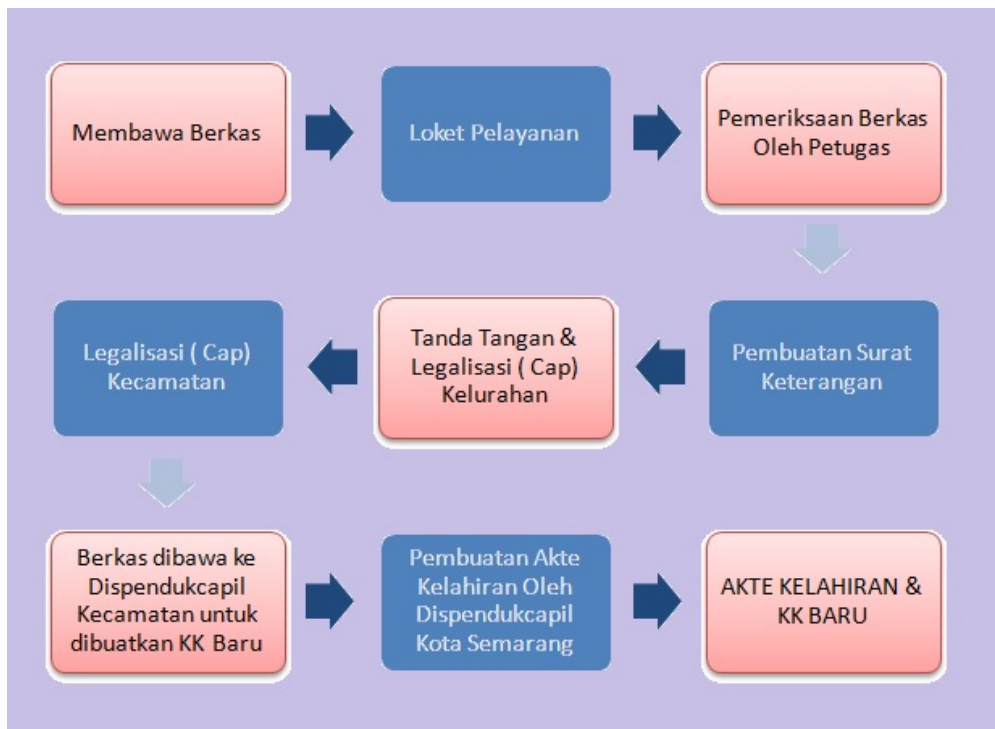 Membawa Berkas
Loket Pelayanan
Pemeriksaan Berkas
Oleh Petugas
Pembuatan Surat
Keterangan
Tanda Tangan &
Legalisasi ( Cap)
Kelurahan
Legalisasi ( Cap)
Kecamatan
Berkas dibawa ke
Dispendukcapil
Kecamatan untuk
dibuatkan KK Baru
Pembuatan Akte
Kelahiran Oleh
Dispendukcapil
Kota Semarang
AKTE KELAHIRAN &
KK BARU